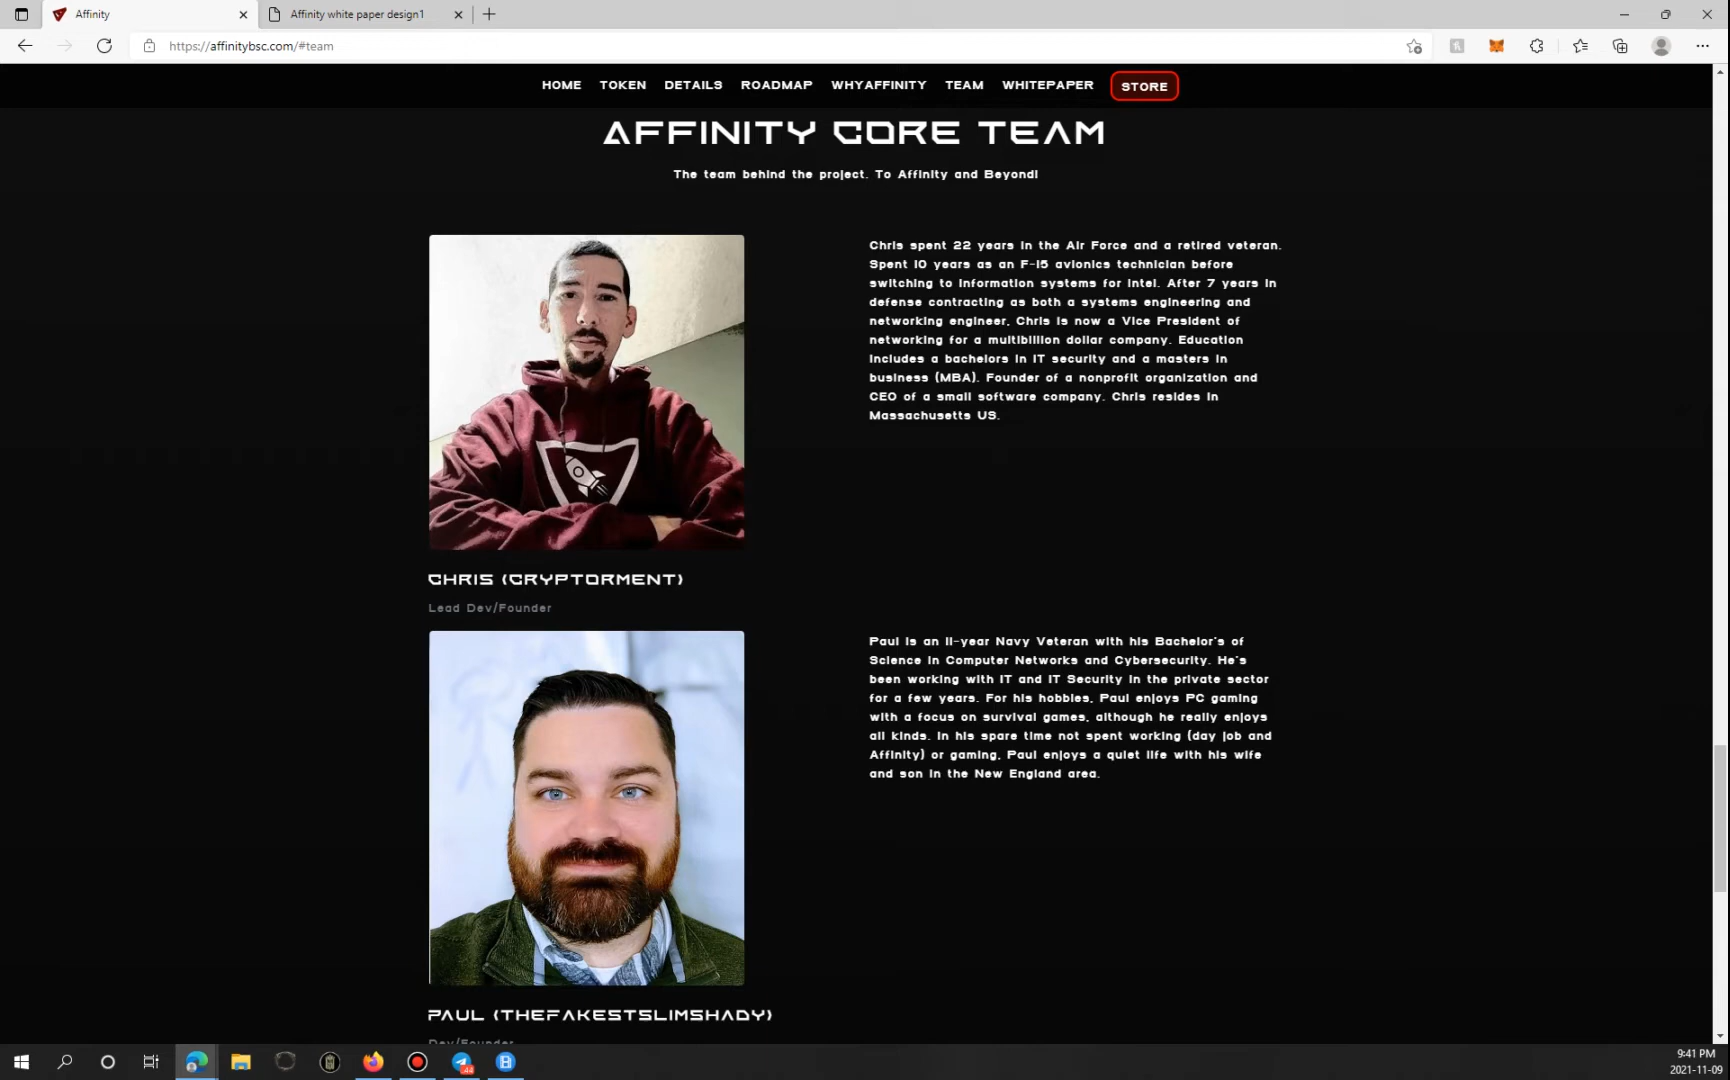 Affinity
Affinity white paper design1
https://affinitybsc.com/#team
HOME TOKEN DETAILS ROADMAP WHYAFFINITY TEAM WHITEPAPER STORE
AFFINITY CORE TEAM
The team behind the project. To Affinity and Beyond!
Chris spent 22 years in the Air Force and a retired veteran.
Spent 10 years as an F-15 avionics technician before
switching to information systems for intel. After 7 years in
defense contracting as both a systems engineering and
networking engineer, Chris is now a Vice President of
networking for a multibillion dollar company. Education
includes a bachelors in IT security and a masters in
business (MBA). Founder of a nonprofit organization and
CEO of a small software company. Chris resides in
Massachusetts US.
CHRIS (CRYPTORMENT)
Lead Dev/Founder
Paul is an 11-year Navy Veteran with his Bachelor's of
Science in Computer Networks and Cybersecurity. He's
been working with IT and IT Security in the private sector
for a few years. For his hobbies, Paul enjoys PC gaming
with a focus on survival games, although he really enjoys
all kinds. In his spare time not spent working (day job and
Affinity) or gaming, Paul enjoys a quiet life with his wife
and son in the New England area.
PAUL (THEFAKESTSLIMSHADY)
Dev/Founder
44
9:41 PM
2021-11-09